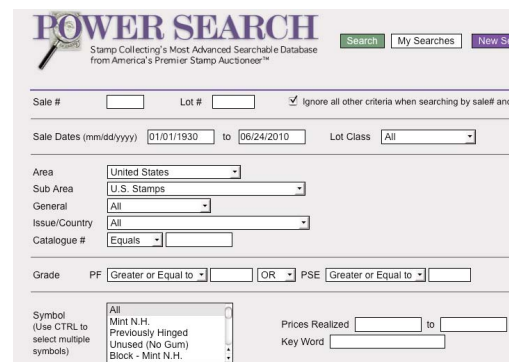 POWER SEARCH
Stamp Collecting's Most Advanced Searchable Database
from America's Premier Stamp Auctioneer™
Search My Searches New
Sale # Lot # Ignore all other criteria when searching by sale#
Sale Dates (mm/dd/yyyy) 01/01/1930 to 06/24/2010 Lot Class All
Area United States
Sub Area U.S. Stamps
General All
Issue/Country All
Catalogue # Equals
Grade PF Greater or Equal to OR PSE Greater or Equal to
Symbol
(Use CTRL to
select multiple
symbols)
All
Mint N.H.
Previously Hinged
Unused (No Gum)
Block - Mint N.H.
Prices Realized to
Key Word